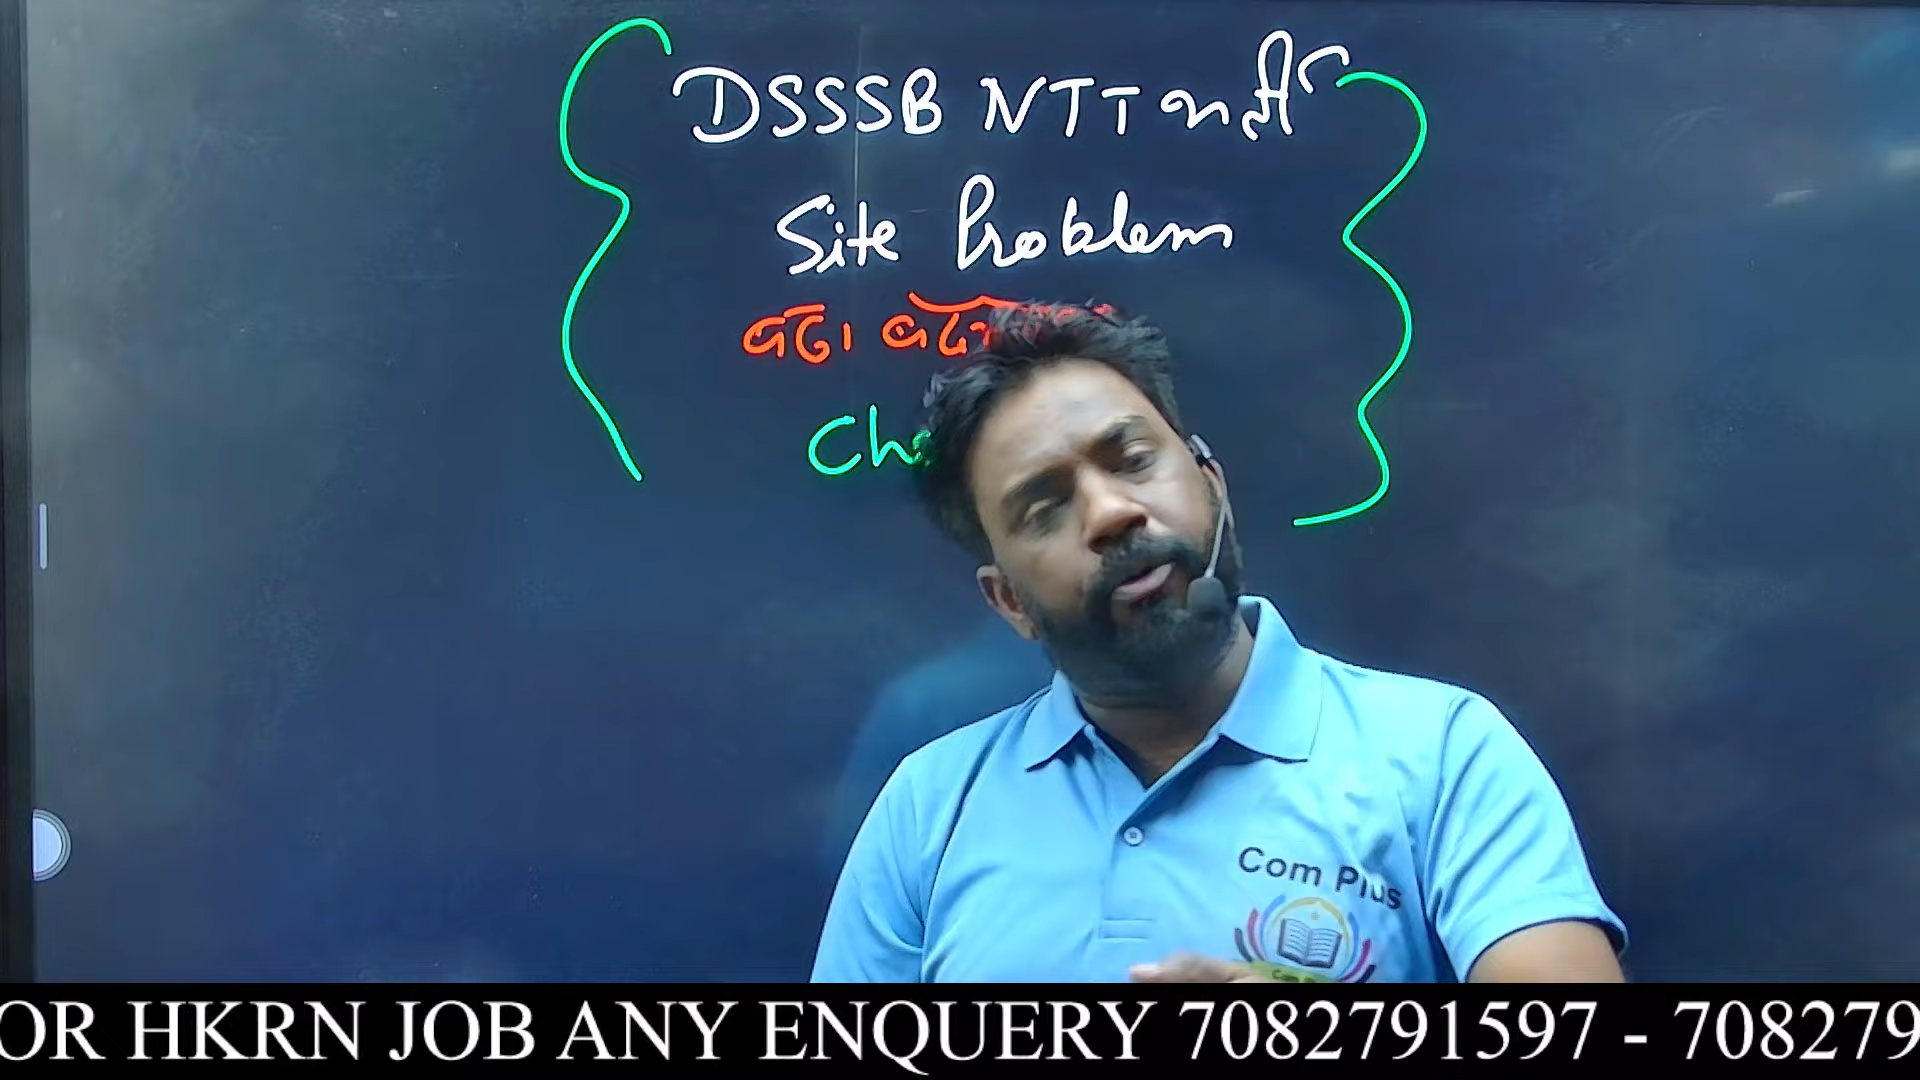 DSSSB NTT भर्ती
Site Problem
Com Plus
OR HKRN JOB ANY ENQUERY 7082791597 - 708279